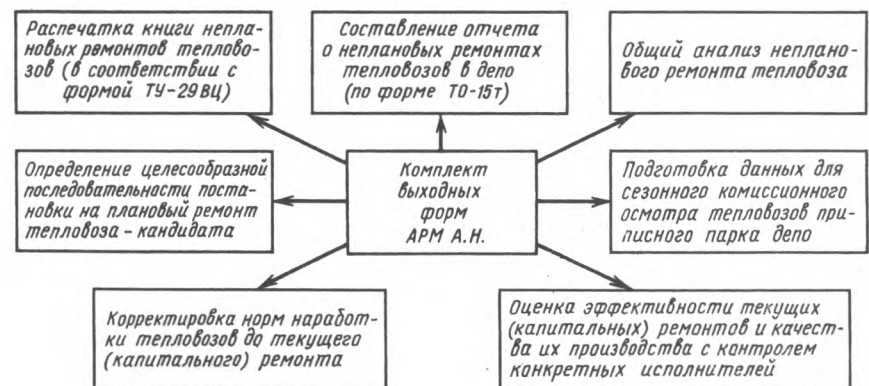 Распечатка книги непла-
новых ремонтов теплово-
зов (в соответствии с
формой ТУ-29ВЦ)
Составление отчета
о неплановых ремонтах
тепловозов в депо
(по форме ТО-15т)
Общий анализ неплано-
вого ремонта тепловоза
Определение целесообразной
последовательности поста-
новки на плановый ремонт
тепловоза - кандидата
Комплект
выходных
форм
АРМ А.Н.
Подготовка данных для
сезонного комиссионного
осмотра тепловозов при-
писного парка депо
Корректировка норм наработ-
ки тепловозов до текущего
(капитального) ремонта
Оценка эффективности текущих
(капитальных) ремонтов и качест-
ва их производства с контролем
конкретных исполнителей